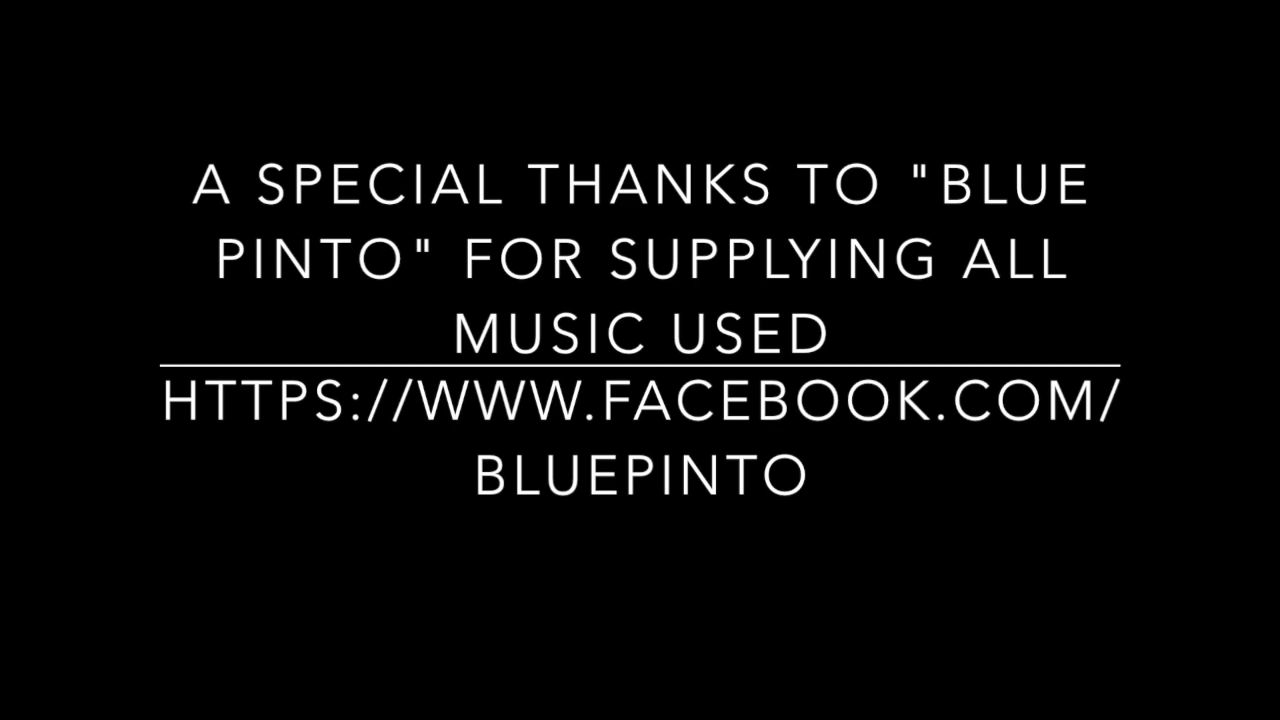 A SPECIAL THANKS TO "BLUE
PINTO" FOR SUPPLYING ALL
MUSIC USED
HTTPS://WWW.FACEBOOK.COM/
BLUEPINTO